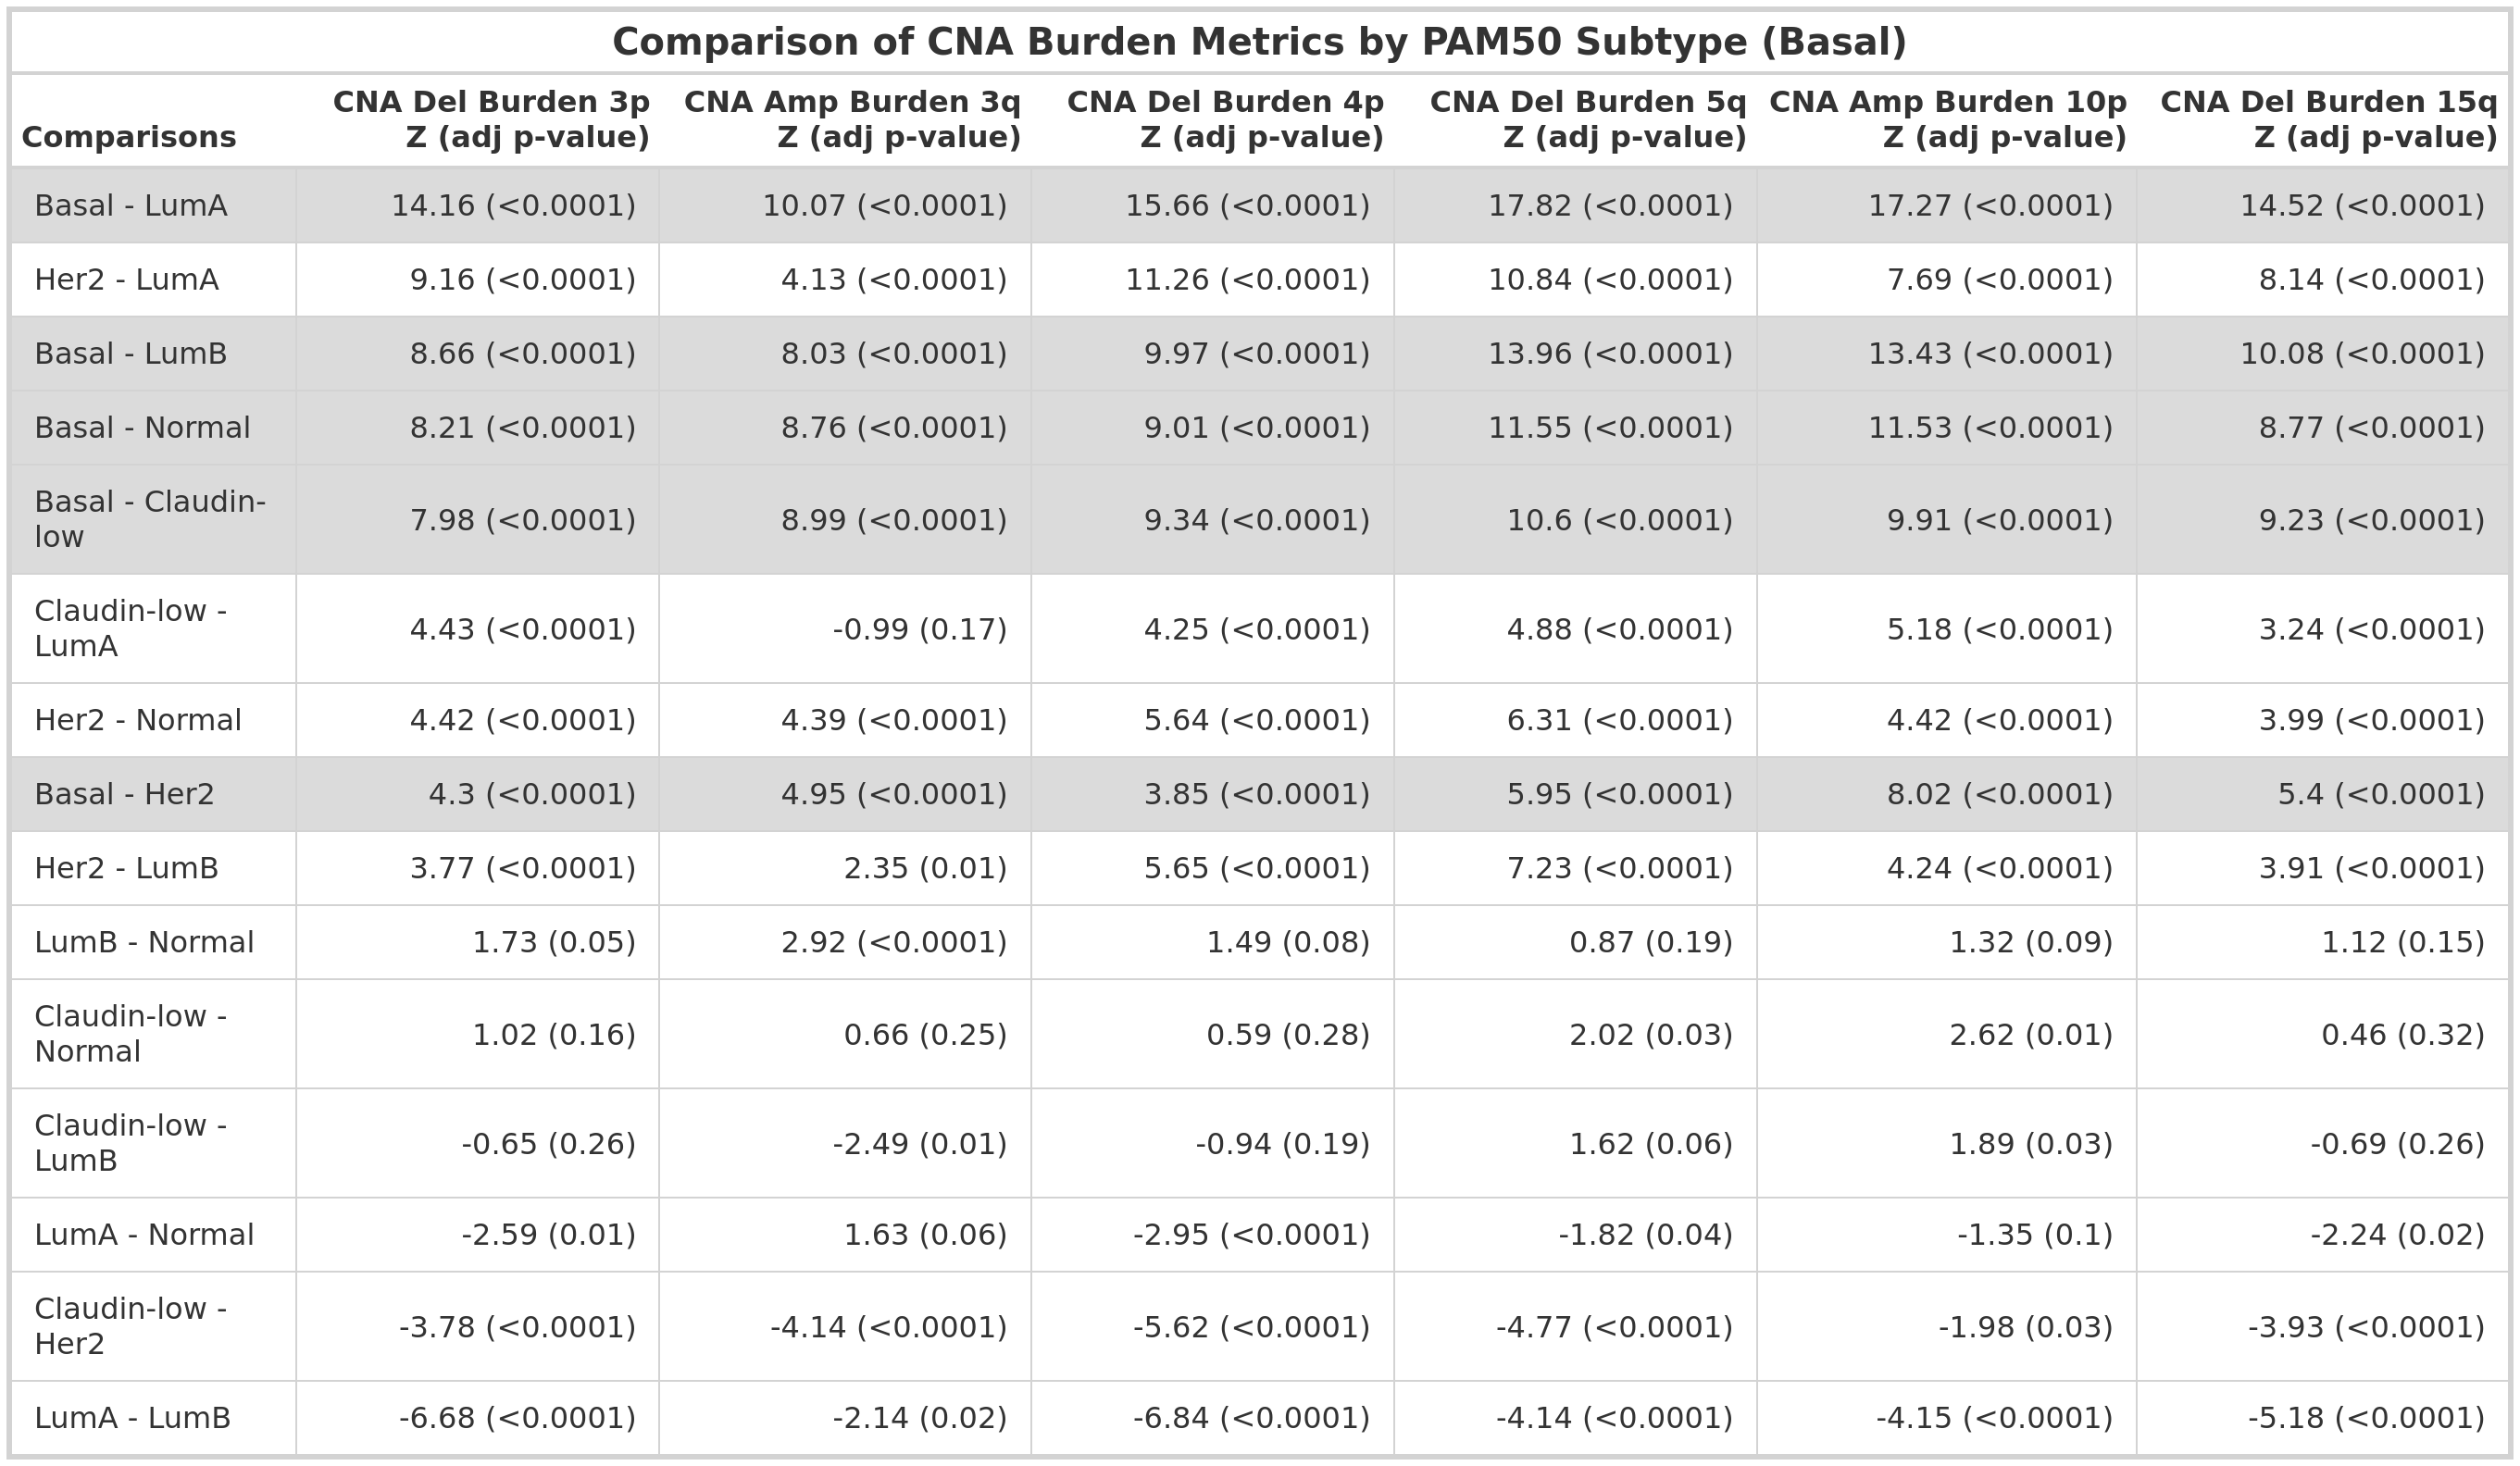 Comparison of CNA Burden Metrics by PAM50 Subtype (Basal)
Comparisons CNA Del Burden 3p Z (adj p-value) CNA Amp Burden 3q Z (adj p-value) CNA Del Burden 4p Z (adj p-value) CNA Del Burden 5q Z (adj p-value) CNA Amp Burden 10p Z (adj p-value) CNA Del Burden 15q Z (adj p-value)
Basal - LumA 14.16 (<0.0001) 10.07 (<0.0001) 15.66 (<0.0001) 17.82 (<0.0001) 17.27 (<0.0001) 14.52 (<0.0001)
Her2 - LumA 9.16 (<0.0001) 4.13 (<0.0001) 11.26 (<0.0001) 10.84 (<0.0001) 7.69 (<0.0001) 8.14 (<0.0001)
Basal - LumB 8.66 (<0.0001) 8.03 (<0.0001) 9.97 (<0.0001) 13.96 (<0.0001) 13.43 (<0.0001) 10.08 (<0.0001)
Basal - Normal 8.21 (<0.0001) 8.76 (<0.0001) 9.01 (<0.0001) 11.55 (<0.0001) 11.53 (<0.0001) 8.77 (<0.0001)
Basal - Claudin-low 7.98 (<0.0001) 8.99 (<0.0001) 9.34 (<0.0001) 10.6 (<0.0001) 9.91 (<0.0001) 9.23 (<0.0001)
Claudin-low - LumA 4.43 (<0.0001) -0.99 (0.17) 4.25 (<0.0001) 4.88 (<0.0001) 5.18 (<0.0001) 3.24 (<0.0001)
Her2 - Normal 4.42 (<0.0001) 4.39 (<0.0001) 5.64 (<0.0001) 6.31 (<0.0001) 4.42 (<0.0001) 3.99 (<0.0001)
Basal - Her2 4.3 (<0.0001) 4.95 (<0.0001) 3.85 (<0.0001) 5.95 (<0.0001) 8.02 (<0.0001) 5.4 (<0.0001)
Her2 - LumB 3.77 (<0.0001) 2.35 (0.01) 5.65 (<0.0001) 7.23 (<0.0001) 4.24 (<0.0001) 3.91 (<0.0001)
LumB - Normal 1.73 (0.05) 2.92 (<0.0001) 1.49 (0.08) 0.87 (0.19) 1.32 (0.09) 1.12 (0.15)
Claudin-low - Normal 1.02 (0.16) 0.66 (0.25) 0.59 (0.28) 2.02 (0.03) 2.62 (0.01) 0.46 (0.32)
Claudin-low - LumB -0.65 (0.26) -2.49 (0.01) -0.94 (0.19) 1.62 (0.06) 1.89 (0.03) -0.69 (0.26)
LumA - Normal -2.59 (0.01) 1.63 (0.06) -2.95 (<0.0001) -1.82 (0.04) -1.35 (0.1) -2.24 (0.02)
Claudin-low - Her2 -3.78 (<0.0001) -4.14 (<0.0001) -5.62 (<0.0001) -4.77 (<0.0001) -1.98 (0.03) -3.93 (<0.0001)
LumA - LumB -6.68 (<0.0001) -2.14 (0.02) -6.84 (<0.0001) -4.14 (<0.0001) -4.15 (<0.0001) -5.18 (<0.0001)